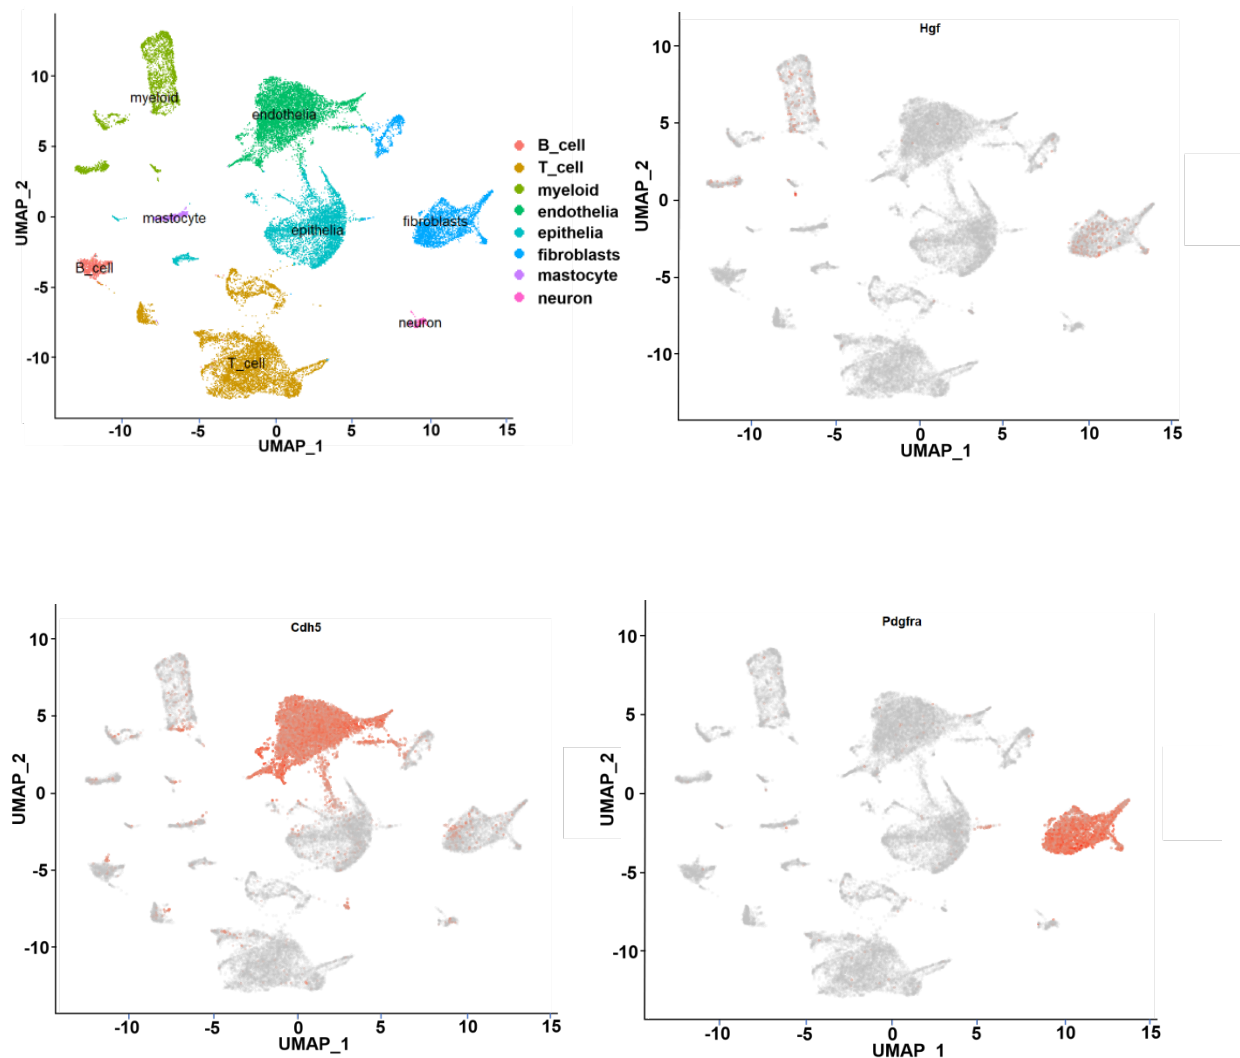 UMAP_2
10
5
0
-5
-10
-10
-5
0
5
10
15
UMAP_1
myeloid
endothelia
mastocyte
epithelia
fibroblasts
B_cell
neuron
T_cell
B_cell
T_cell
myeloid
endothelia
epithelia
fibroblasts
mastocyte
neuron
Hgf
UMAP_2
10
5
0
-5
-10
-10
-5
0
5
10
15
UMAP_1
Cdh5
UMAP_2
10
5
0
-5
-10
-10
-5
0
5
10
15
UMAP_1
Pdgfra
UMAP_2
10
5
0
-5
-10
-10
-5
0
5
10
15
UMAP 1